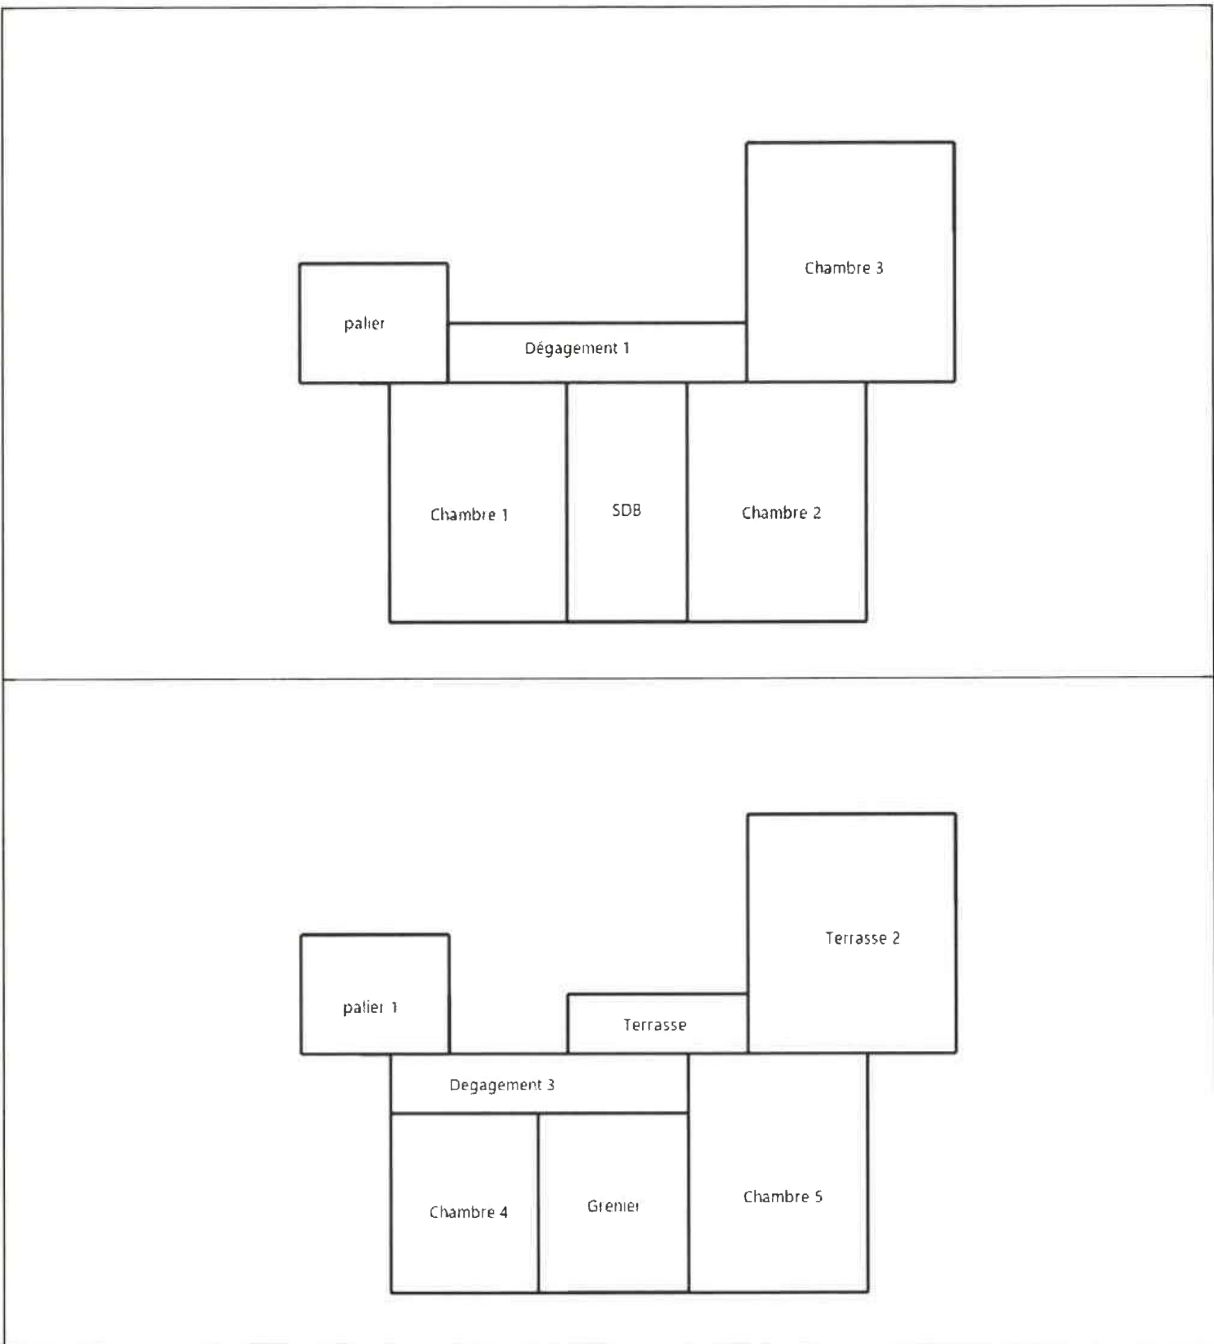 Chambre 3
palier
Dégagement 1
Chambre 1
SDB
Chambre 2
Terrasse 2
palier 1
Terrasse
Degagement 3
Chambre 4
Grenier
Chambre 5